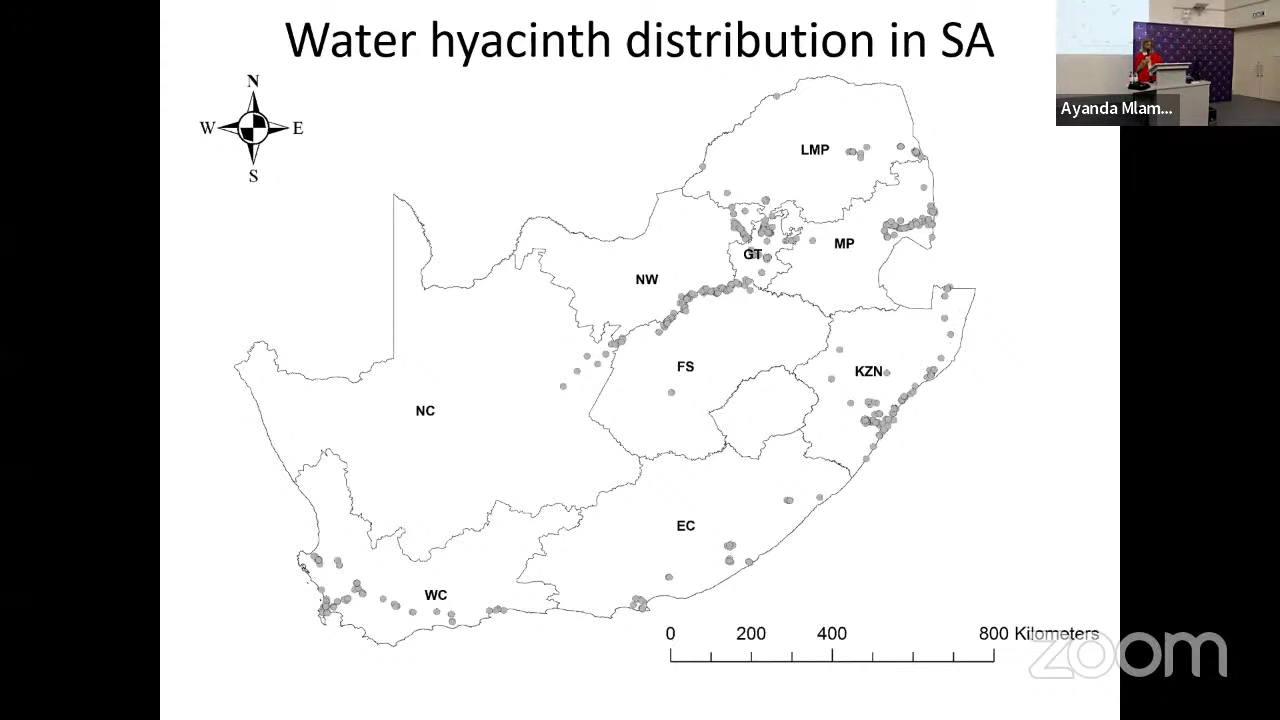 Water hyacinth distribution in SA
Ayanda Mlam...
N
W E
S
LMP
MP
GT
NW
FS
KZN
NC
EC
WC
0 200 400 800 Kilometers
zoom